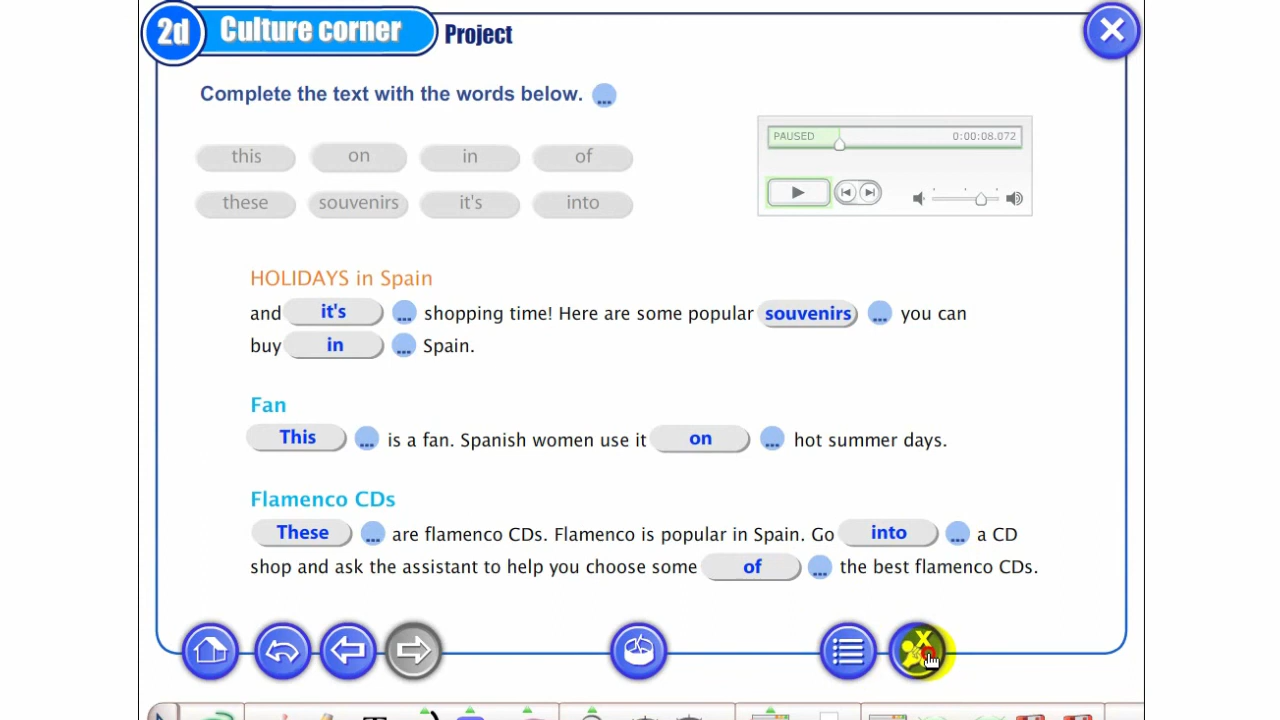 2d Culture corner Project
Complete the text with the words below. ...
this on in of
PAUSED 0:00:08.072
these souvenirs it's into
HOLIDAYS in Spain
and it's ... shopping time! Here are some popular souvenirs ... you can
buy in ... Spain.
Fan
This ... is a fan. Spanish women use it on ... hot summer days.
Flamenco CDs
These ... are flamenco CDs. Flamenco is popular in Spain. Go into ... a CD
shop and ask the assistant to help you choose some of ... the best flamenco CDs.